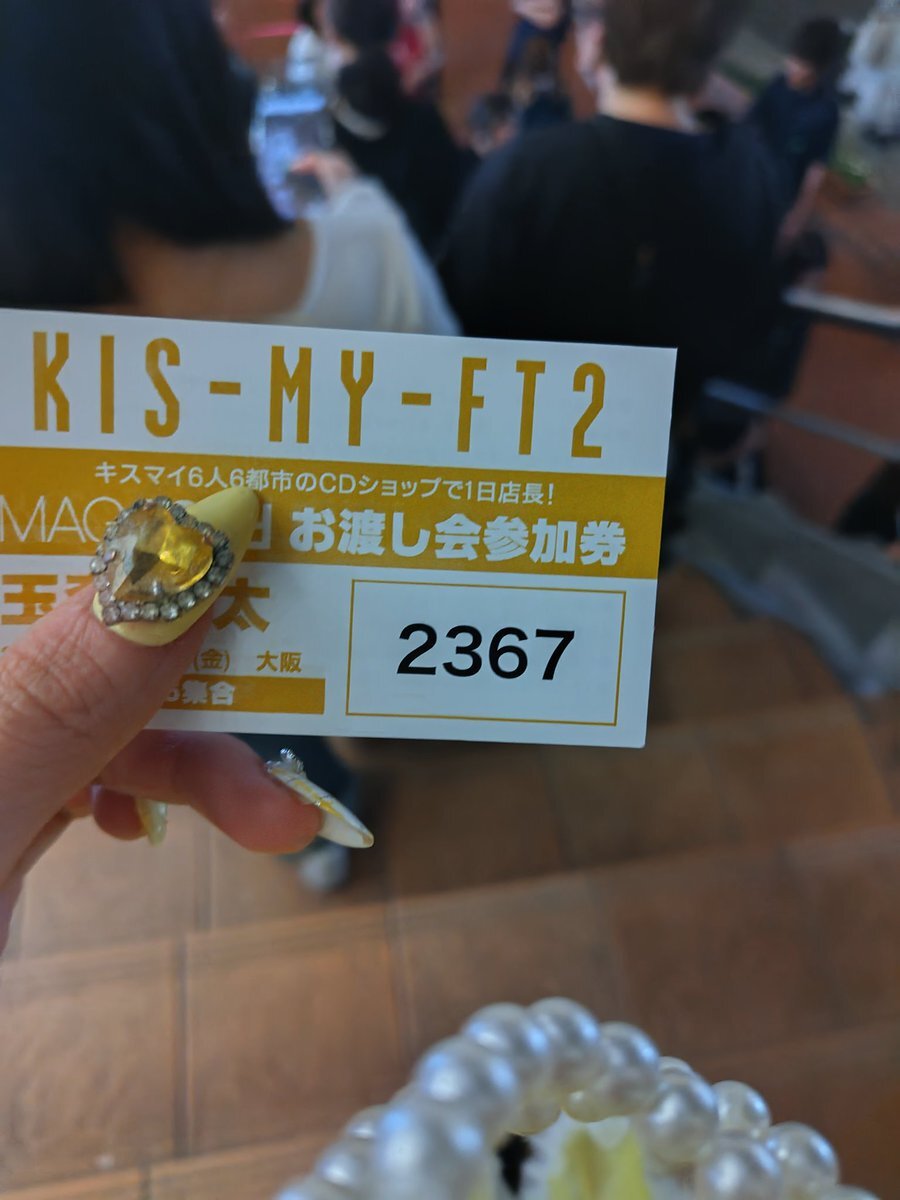 KIS-MY-FT2
キスマイ6人6都市のCDショップで1日店長!
お渡し会参加券
玉 太
(金) 大阪
集合
2367